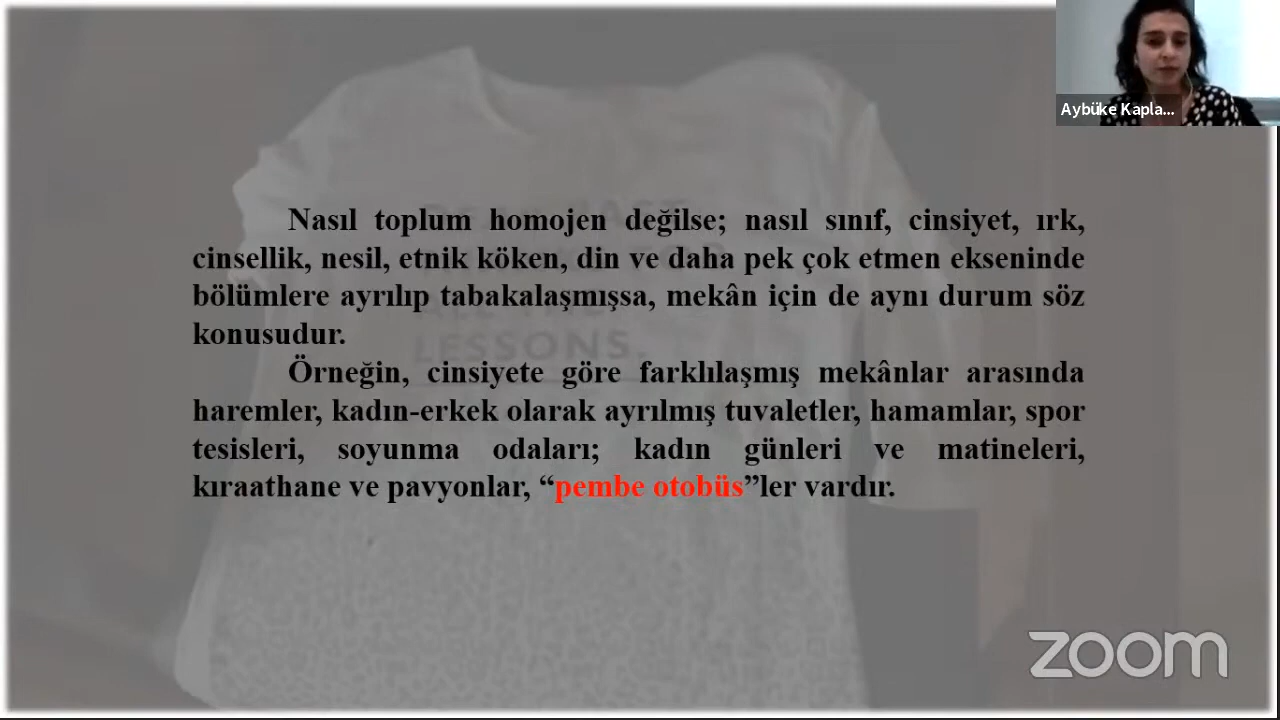 Aybüke Kapla...
Nasıl toplum homojen değilse; nasıl sınıf, cinsiyet, ırk,
cinsellik, nesil, etnik köken, din ve daha pek çok etmen ekseninde
bölümlere ayrılıp tabakalaşmışsa, mekân için de aynı durum söz
konusudur.
LESSONS.
Örneğin, cinsiyete göre farklılaşmış mekânlar arasında
haremler, kadın-erkek olarak ayrılmış tuvaletler, hamamlar, spor
tesisleri, soyunma odaları; kadın günleri ve matineleri,
kıraathane ve pavyonlar, “pembe otobüs”ler vardır.
zoom